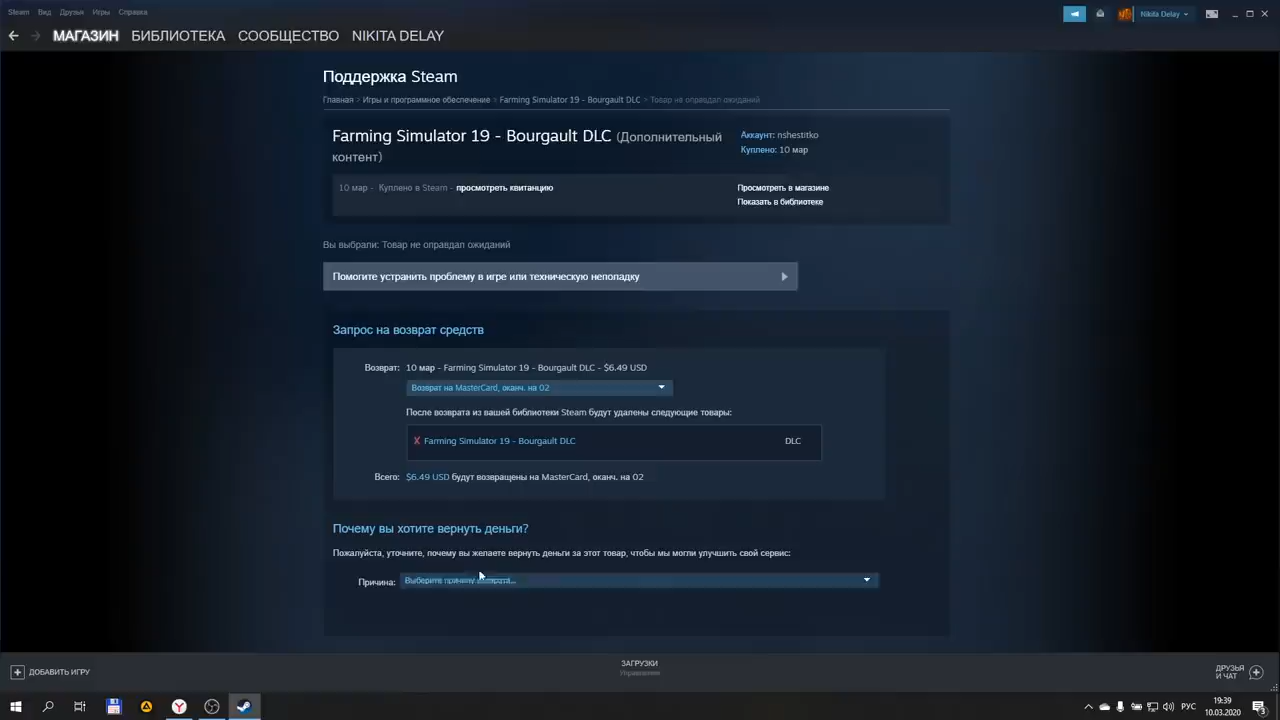 Steam Вид Друзья Игры Справка
Nikita Delay
МАГАЗИН БИБЛИОТЕКА СООБЩЕСТВО NIKITA DELAY
Поддержка Steam
Главная > Игры и программное обеспечение > Farming Simulator 19 - Bourgault DLC > Товар не оправдал ожиданий
Farming Simulator 19 - Bourgault DLC (Дополнительный контент)
Аккаунт: nshestitko
Куплено: 10 мар
10 мар - Куплено в Steam - просмотреть квитанцию
Просмотреть в магазине
Показать в библиотеке
Вы выбрали: Товар не оправдал ожиданий
Помогите устранить проблему в игре или техническую неполадку
Запрос на возврат средств
Возврат: 10 мар - Farming Simulator 19 - Bourgault DLC - $6.49 USD
Возврат на MasterCard, оканч. на 02
После возврата из вашей библиотеки Steam будут удалены следующие товары:
X Farming Simulator 19 - Bourgault DLC DLC
Всего: $6.49 USD будут возвращены на MasterCard, оканч. на 02
Почему вы хотите вернуть деньги?
Пожалуйста, уточните, почему вы желаете вернуть деньги за этот товар, чтобы мы могли улучшить свой сервис:
Причина: Выберите причину возврата...
ДОБАВИТЬ ИГРУ
ЗАГРУЗКИ
Управление
ДРУЗЬЯ
И ЧАТ
РУС
19:39
10.03.2020